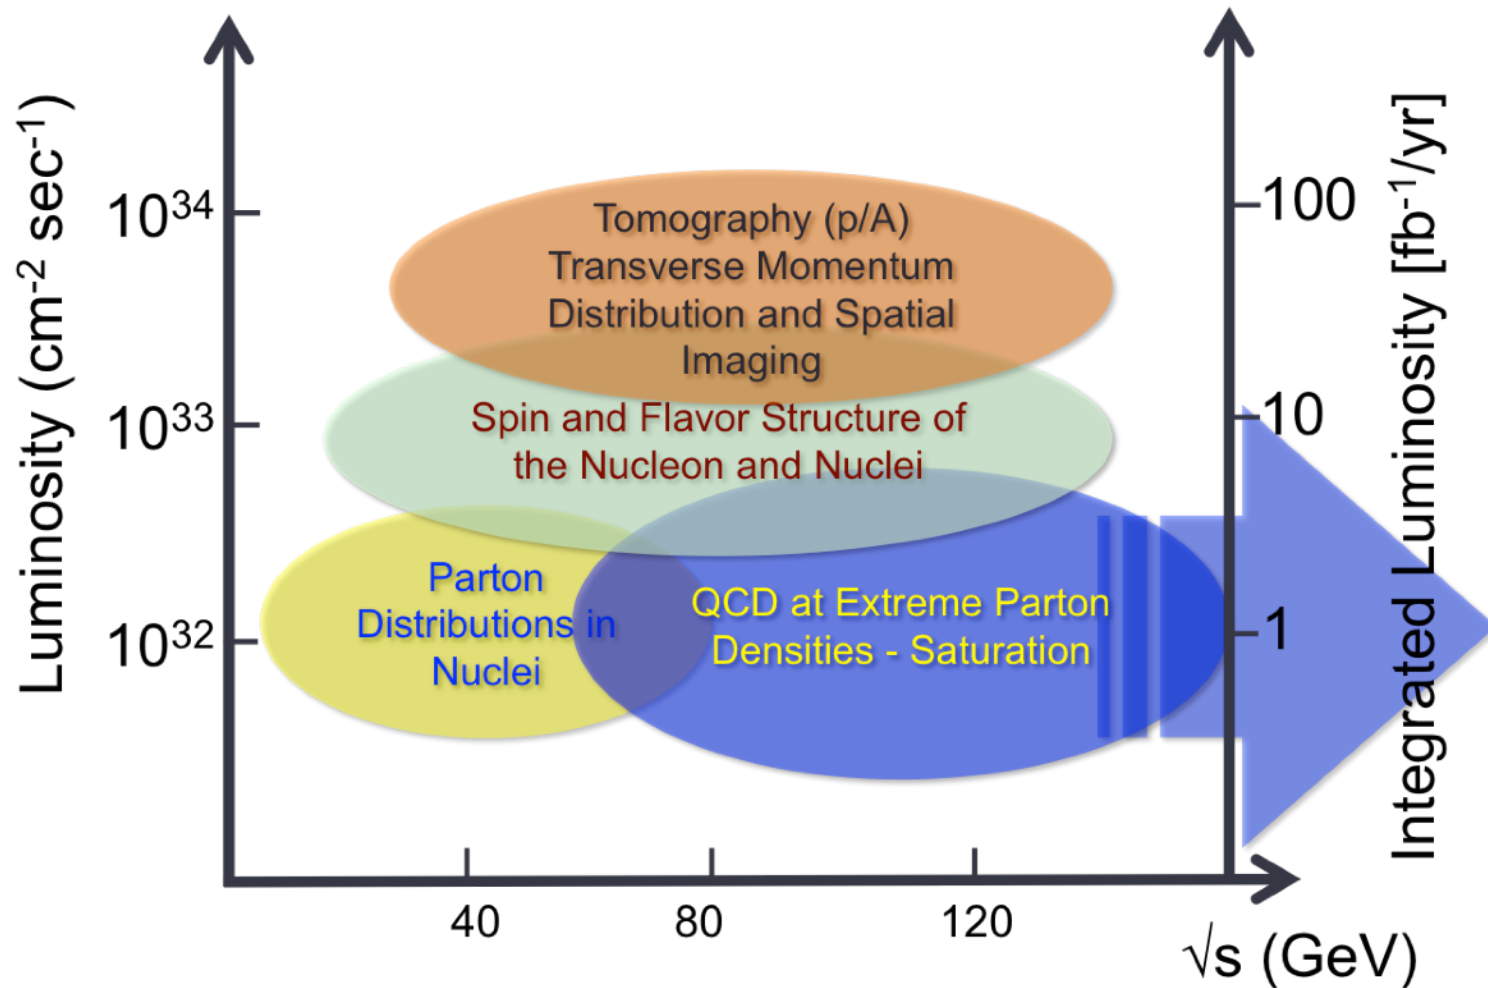 Luminosity (cm⁻² sec⁻¹)
10³⁴
10³³
10³²
Tomography (p/A)
Transverse Momentum
Distribution and Spatial
Imaging
Spin and Flavor Structure of
the Nucleon and Nuclei
Parton
Distributions in
Nuclei
QCD at Extreme Parton
Densities - Saturation
100
10
1
Integrated Luminosity [fb⁻¹/yr]
40
80
120
√s (GeV)